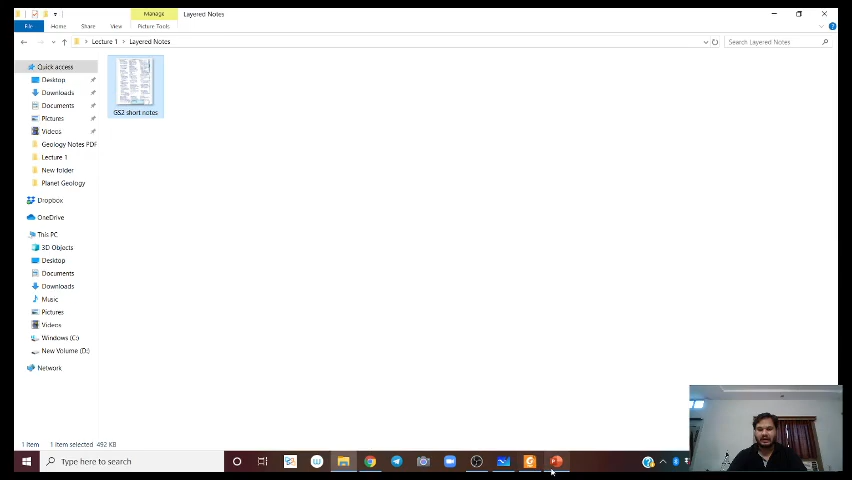 Manage
Layered Notes
File
Home
Share
View
Picture Tools
Lecture 1 > Layered Notes
Search Layered Notes
Quick access
Desktop
Downloads
Documents
Pictures
Videos
Geology Notes PDF
Lecture 1
New folder
Planet Geology
Dropbox
OneDrive
This PC
3D Objects
Desktop
Documents
Downloads
Music
Pictures
Videos
Windows (C:)
New Volume (D:)
Network
GS2 short notes
1 item
1 item selected 492 KB
Type here to search